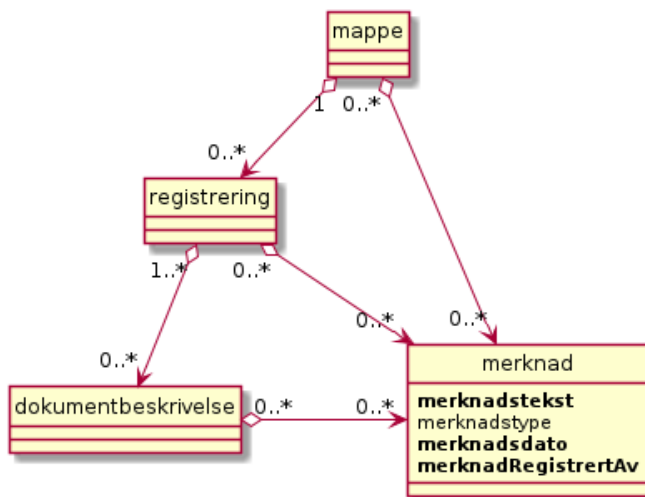 mappe
1
0..*
0..*
registrering
1..*
0..*
0..*
0..*
0..*
merknad
dokumentbeskrivelse
0..*
0..*
merknadstekst
merknadstype
merknadsdato
merknadRegistrertAv